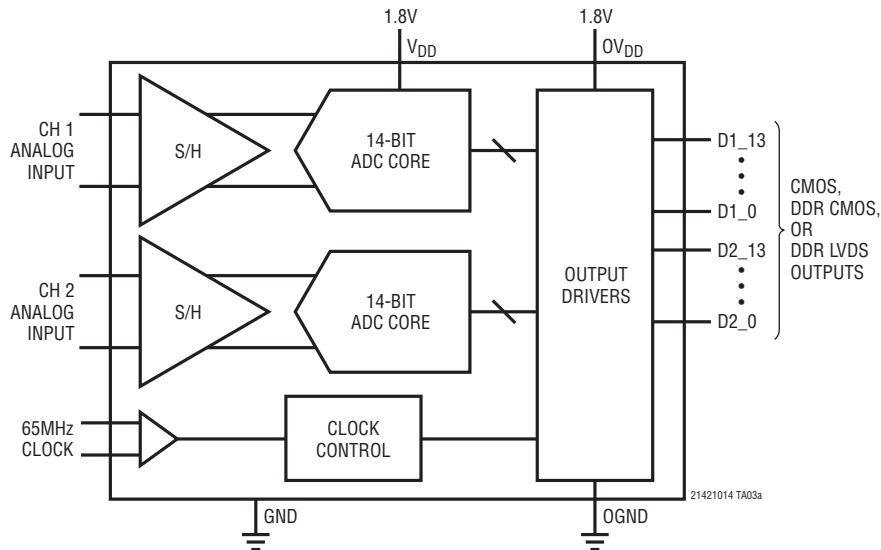 1.8V
1.8V
VDD
OVDD
CH 1
ANALOG
INPUT
S/H
14-BIT
ADC CORE
D1_13
D1_0
CH 2
ANALOG
INPUT
S/H
14-BIT
ADC CORE
OUTPUT
DRIVERS
D2_13
D2_0
CMOS,
DDR CMOS,
OR
DDR LVDS
OUTPUTS
65MHz
CLOCK
CLOCK
CONTROL
GND
OGND
21421014 TA03a